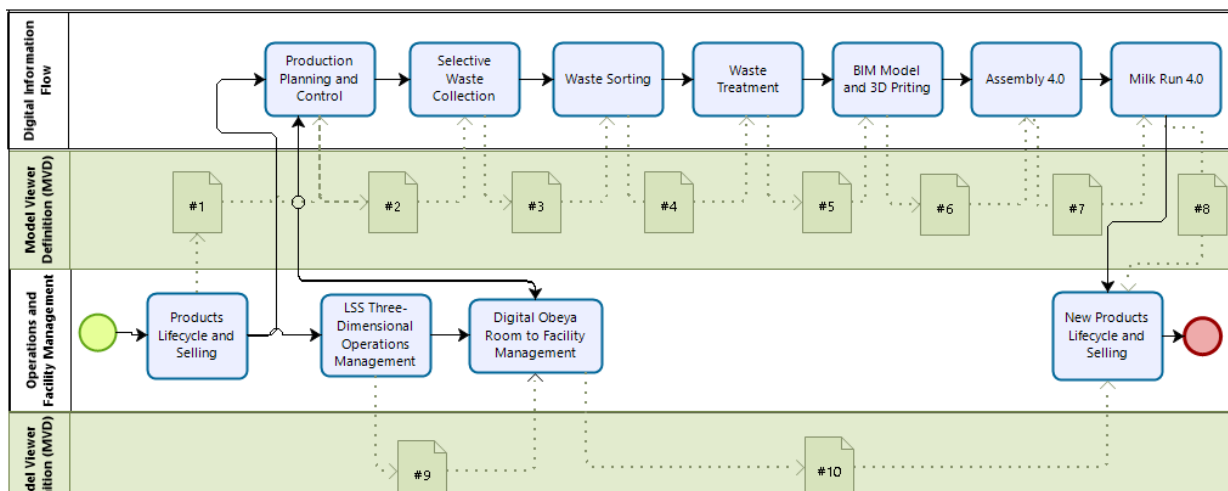 Digital Information
Flow
Production
Planning and
Control
Selective
Waste
Collection
Waste Sorting
Waste
Treatment
BIM Model
and 3D Priting
Assembly 4.0
Milk Run 4.0
Model Viewer
Definition (MVD)
#1
#2
#3
#4
#5
#6
#7
#8
Operations and
Facility Management
Products
Lifecycle and
Selling
LSS Three-
Dimensional
Operations
Management
Digital Obeya
Room to Facility
Management
New Products
Lifecycle and
Selling
Viewer
(MVD)
#9
#10